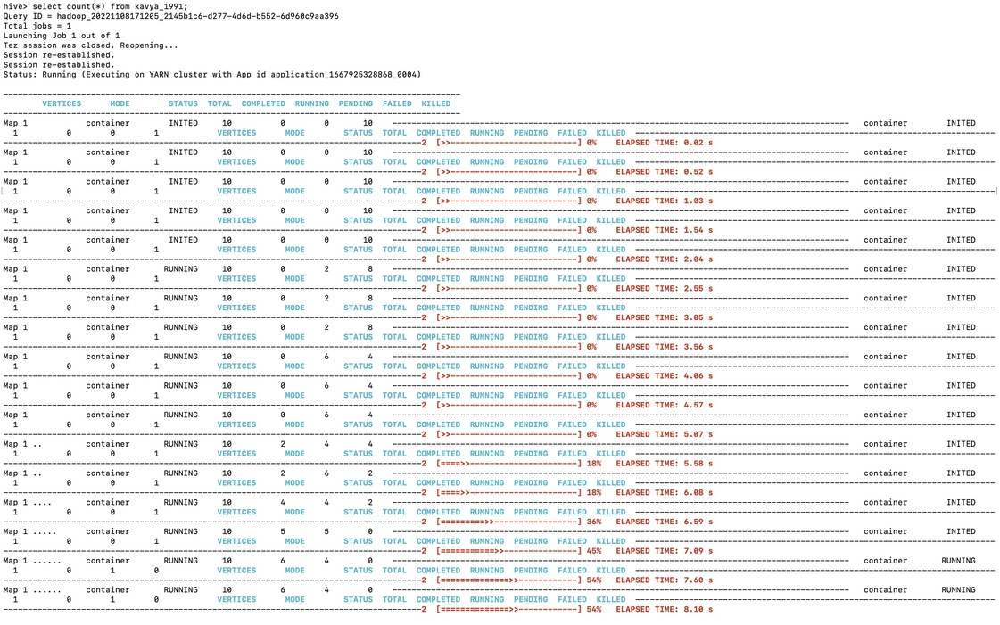 hive> select count(*) from kavya_1991;
Query ID = hadoop_20221108171205_2145b1c6-d277-4d6d-b552-6d960c9aa396
Total jobs = 1
Launching Job 1 out of 1
Tez session was closed. Reopening...
Session re-established.
Session re-established.
Status: Running (Executing on YARN cluster with App id application_1667925328868_0004)
VERTICES MODE STATUS TOTAL COMPLETED RUNNING PENDING FAILED KILLED
Map 1 container INITED 10 0 0 10 container INITED
1 0 0 1 VERTICES MODE STATUS TOTAL COMPLETED RUNNING PENDING FAILED KILLED
2 [>>--------------------------] 0% ELAPSED TIME: 0.02 s
Map 1 container INITED 10 0 0 10 container INITED
1 0 0 1 VERTICES MODE STATUS TOTAL COMPLETED RUNNING PENDING FAILED KILLED
2 [>>--------------------------] 0% ELAPSED TIME: 0.52 s
Map 1 container INITED 10 0 0 10 container INITED
1 0 0 1 VERTICES MODE STATUS TOTAL COMPLETED RUNNING PENDING FAILED KILLED
2 [>>--------------------------] 0% ELAPSED TIME: 1.03 s
Map 1 container INITED 10 0 0 10 container INITED
1 0 0 1 VERTICES MODE STATUS TOTAL COMPLETED RUNNING PENDING FAILED KILLED
2 [>>--------------------------] 0% ELAPSED TIME: 1.54 s
Map 1 container INITED 10 0 0 10 container INITED
1 0 0 1 VERTICES MODE STATUS TOTAL COMPLETED RUNNING PENDING FAILED KILLED
2 [>>--------------------------] 0% ELAPSED TIME: 2.04 s
Map 1 container RUNNING 10 0 2 8 container INITED
1 0 0 1 VERTICES MODE STATUS TOTAL COMPLETED RUNNING PENDING FAILED KILLED
2 [>>--------------------------] 0% ELAPSED TIME: 2.55 s
Map 1 container RUNNING 10 0 2 8 container INITED
1 0 0 1 VERTICES MODE STATUS TOTAL COMPLETED RUNNING PENDING FAILED KILLED
2 [>>--------------------------] 0% ELAPSED TIME: 3.05 s
Map 1 container RUNNING 10 0 2 8 container INITED
1 0 0 1 VERTICES MODE STATUS TOTAL COMPLETED RUNNING PENDING FAILED KILLED
2 [>>--------------------------] 0% ELAPSED TIME: 3.56 s
Map 1 container RUNNING 10 0 6 4 container INITED
1 0 0 1 VERTICES MODE STATUS TOTAL COMPLETED RUNNING PENDING FAILED KILLED
2 [>>--------------------------] 0% ELAPSED TIME: 4.06 s
Map 1 container RUNNING 10 0 6 4 container INITED
1 0 0 1 VERTICES MODE STATUS TOTAL COMPLETED RUNNING PENDING FAILED KILLED
2 [>>--------------------------] 0% ELAPSED TIME: 4.57 s
Map 1 container RUNNING 10 0 6 4 container INITED
1 0 0 1 VERTICES MODE STATUS TOTAL COMPLETED RUNNING PENDING FAILED KILLED
2 [>>--------------------------] 0% ELAPSED TIME: 5.07 s
Map 1 .. container RUNNING 10 2 4 4 container INITED
1 0 0 1 VERTICES MODE STATUS TOTAL COMPLETED RUNNING PENDING FAILED KILLED
2 [====>>----------------------] 18% ELAPSED TIME: 5.58 s
Map 1 .. container RUNNING 10 2 6 2 container INITED
1 0 0 1 VERTICES MODE STATUS TOTAL COMPLETED RUNNING PENDING FAILED KILLED
2 [====>>----------------------] 18% ELAPSED TIME: 6.08 s
Map 1 .... container RUNNING 10 4 4 2 container INITED
1 0 0 1 VERTICES MODE STATUS TOTAL COMPLETED RUNNING PENDING FAILED KILLED
2 [=========>>-----------------] 36% ELAPSED TIME: 6.59 s
Map 1 ..... container RUNNING 10 5 5 0 container INITED
1 0 0 1 VERTICES MODE STATUS TOTAL COMPLETED RUNNING PENDING FAILED KILLED
2 [===========>>---------------] 45% ELAPSED TIME: 7.09 s
Map 1 ...... container RUNNING 10 6 4 0 container RUNNING
1 0 1 0 VERTICES MODE STATUS TOTAL COMPLETED RUNNING PENDING FAILED KILLED
2 [==============>>------------] 54% ELAPSED TIME: 7.60 s
Map 1 ...... container RUNNING 10 6 4 0 container RUNNING
1 0 1 0 VERTICES MODE STATUS TOTAL COMPLETED RUNNING PENDING FAILED KILLED
2 [==============>>------------] 54% ELAPSED TIME: 8.10 s